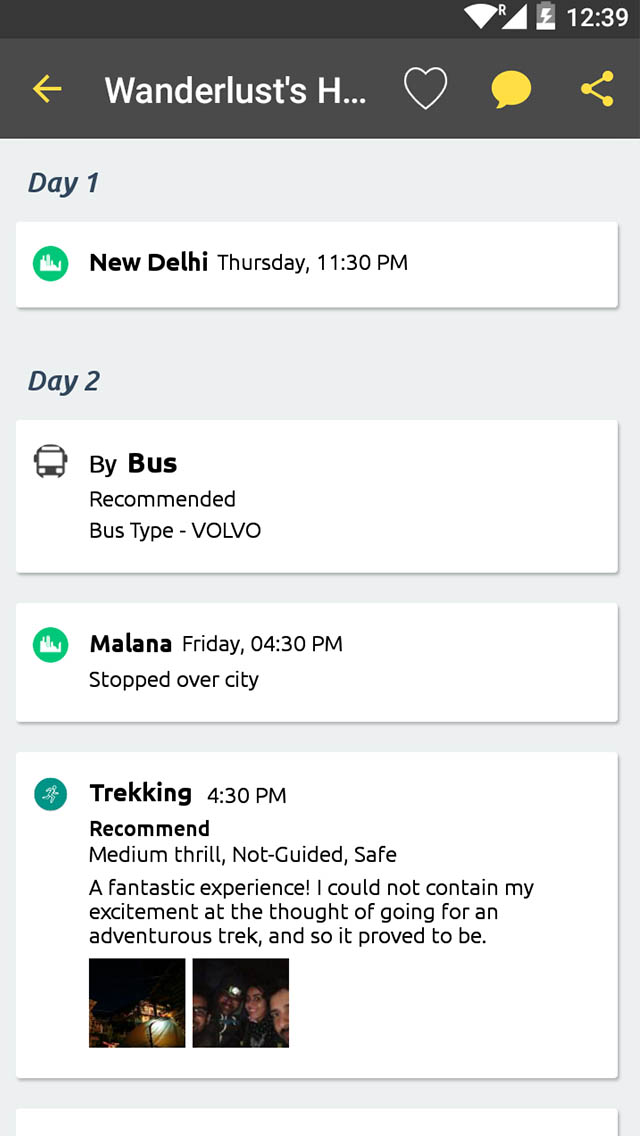 R 12:39
Wanderlust's H...
Day 1
New Delhi Thursday, 11:30 PM
Day 2
By Bus
Recommended
Bus Type - VOLVO
Malana Friday, 04:30 PM
Stopped over city
Trekking 4:30 PM
Recommend
Medium thrill, Not-Guided, Safe
A fantastic experience! I could not contain my
excitement at the thought of going for an
adventurous trek, and so it proved to be.